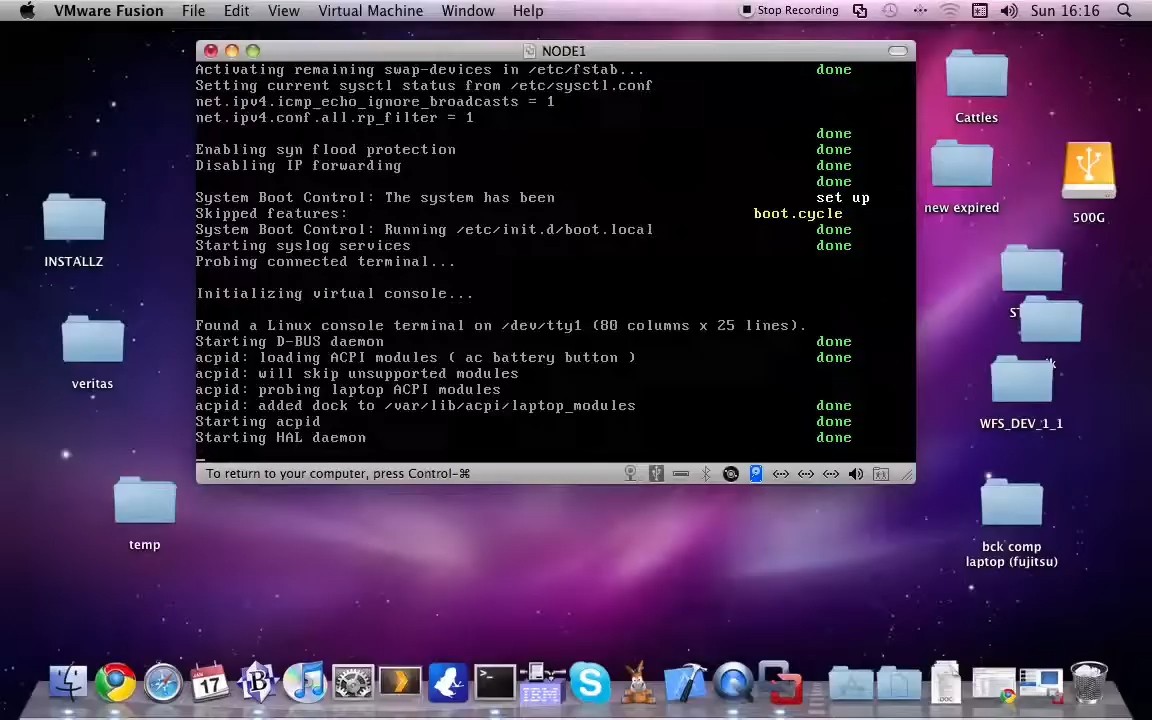 VMware Fusion File Edit View Virtual Machine Window Help Stop Recording Sun 16:16
NODE1
Activating remaining swap-devices in /etc/fstab... done
Setting current sysctl status from /etc/sysctl.conf
net.ipv4.icmp_echo_ignore_broadcasts = 1
net.ipv4.conf.all.rp_filter = 1
done
Enabling syn flood protection done
Disabling IP forwarding done
done
System Boot Control: The system has been set up
Skipped features: boot.cycle
System Boot Control: Running /etc/init.d/boot.local done
Starting syslog services done
Probing connected terminal...
Initializing virtual console...
Found a Linux console terminal on /dev/tty1 (80 columns x 25 lines).
Starting D-BUS daemon done
acpid: loading ACPI modules ( ac battery button ) done
acpid: will skip unsupported modules
acpid: probing laptop ACPI modules
acpid: added dock to /var/lib/acpi/laptop_modules done
Starting acpid done
Starting HAL daemon done
_
To return to your computer, press Control-⌘
INSTALLZ
veritas
temp
Cattles
new expired
500G
WFS_DEV_1_1
bck comp
laptop (fujitsu)
JAN
17
IBM
DOC